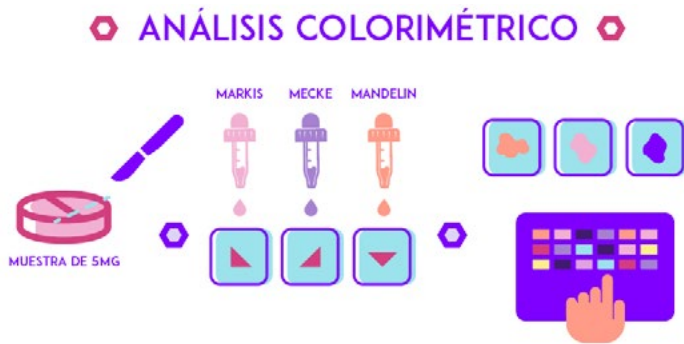 ANÁLISIS COLORIMÉTRICO
MARKIS MECKE MANDELIN
MUESTRA DE 5MG